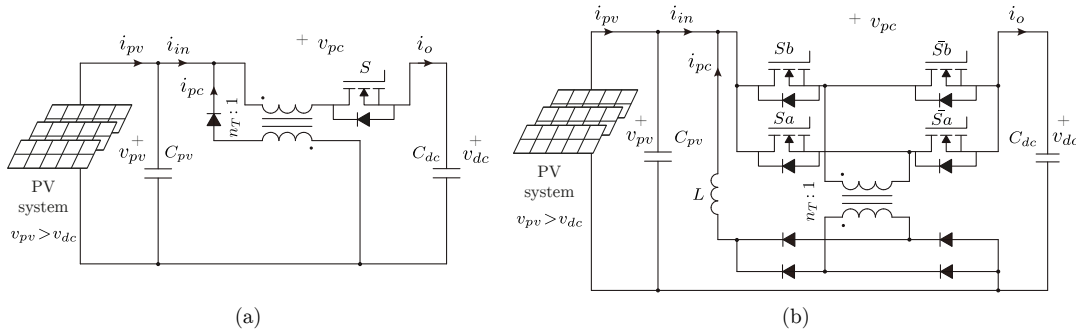 i_pv i_in + v_pc i_o
S
i_pc
n_T : 1
+ v_pv C_pv C_dc + v_dc
PV
system
v_pv > v_dc
(a)
i_pv i_in + v_pc i_o
Sb S̄b
i_pc
Sa S̄a
+ v_pv C_pv C_dc + v_dc
L n_T : 1
PV
system
v_pv > v_dc
(b)